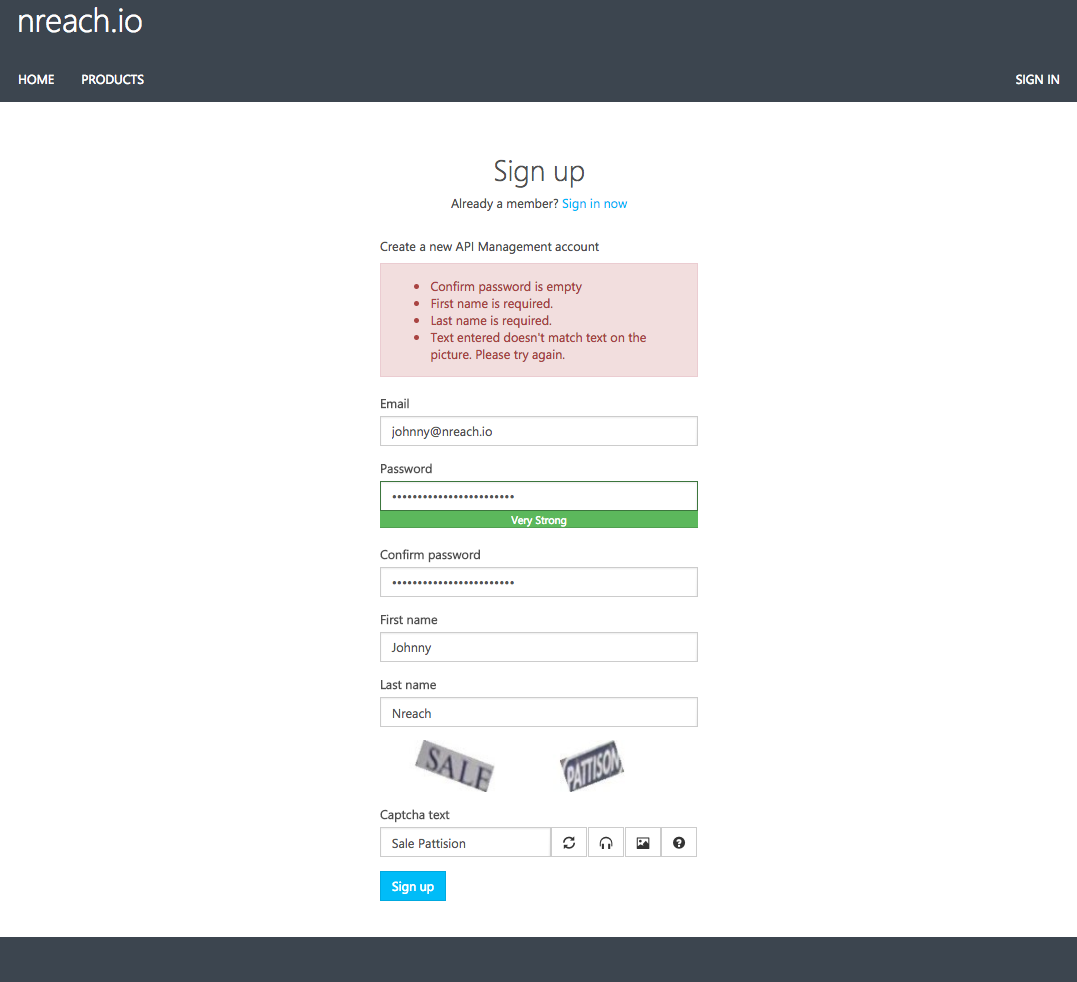 nreach.io
HOME PRODUCTS SIGN IN
Sign up
Already a member? Sign in now
Create a new API Management account
• Confirm password is empty
• First name is required.
• Last name is required.
• Text entered doesn't match text on the
picture. Please try again.
Email
johnny@nreach.io
Password
••••••••••••••••••••••••
Very Strong
Confirm password
••••••••••••••••••••••••
First name
Johnny
Last name
Nreach
SALE PATTISON
Captcha text
Sale Pattision
Sign up